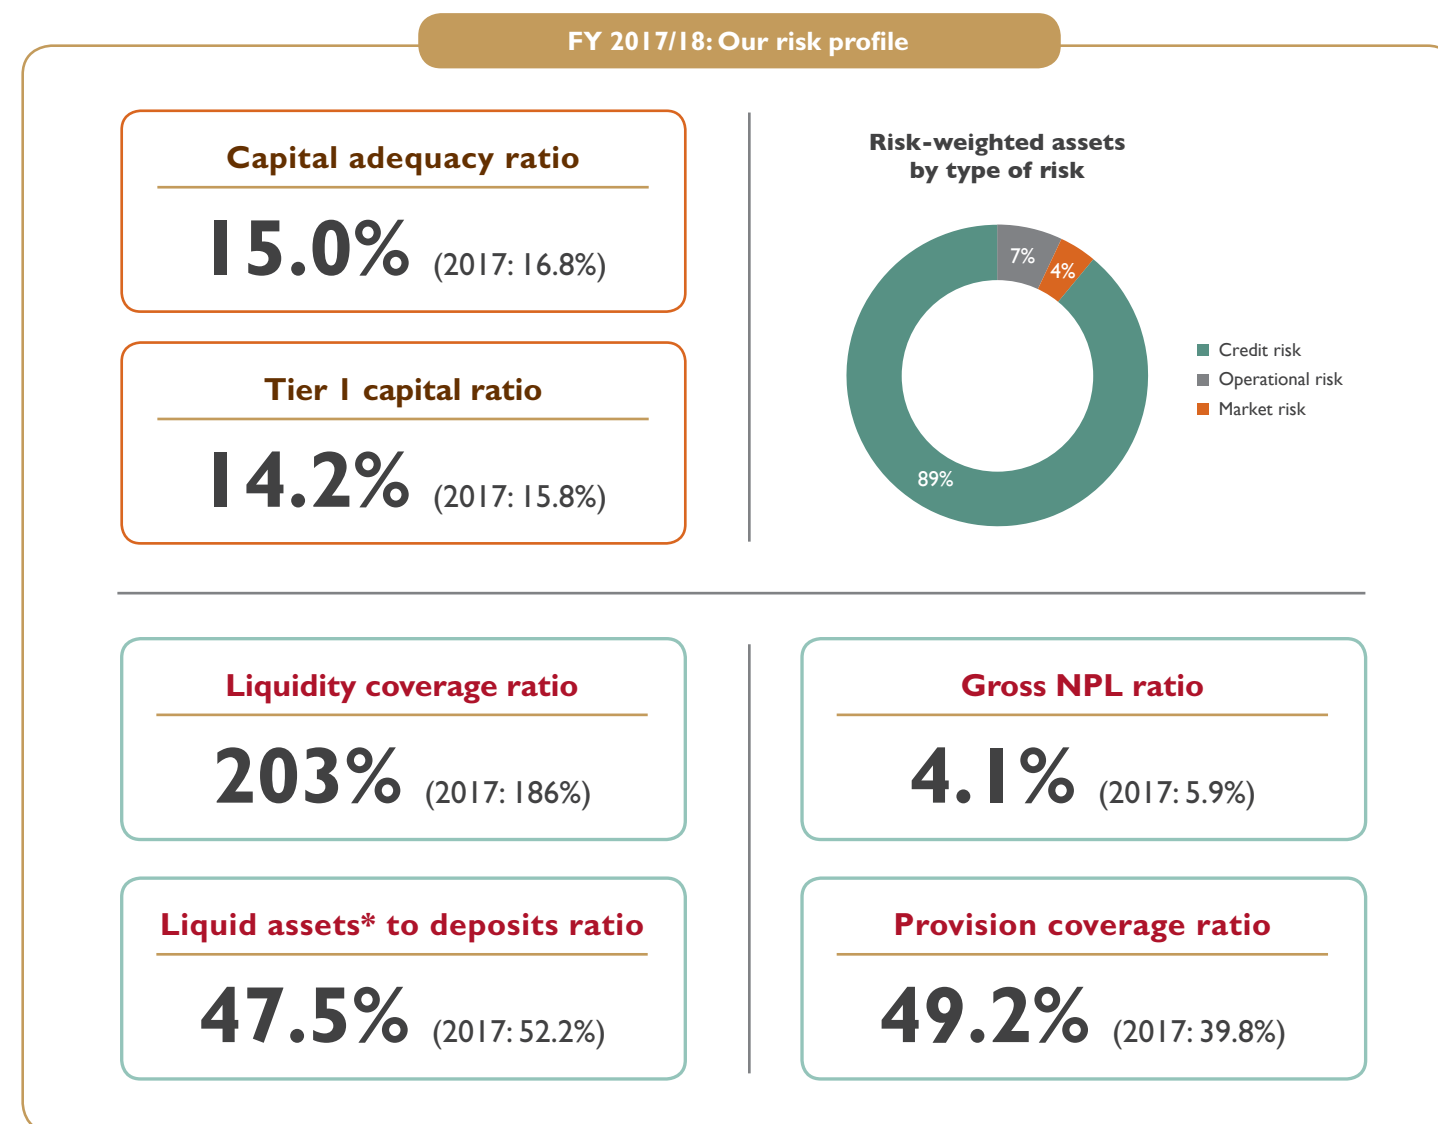 FY 2017/18: Our risk profile
Capital adequacy ratio
15.0% (2017: 16.8%)
Tier 1 capital ratio
14.2% (2017: 15.8%)
Risk-weighted assets
by type of risk
7%
4%
89%
Credit risk
Operational risk
Market risk
Liquidity coverage ratio
203% (2017: 186%)
Gross NPL ratio
4.1% (2017: 5.9%)
Liquid assets* to deposits ratio
47.5% (2017: 52.2%)
Provision coverage ratio
49.2% (2017: 39.8%)